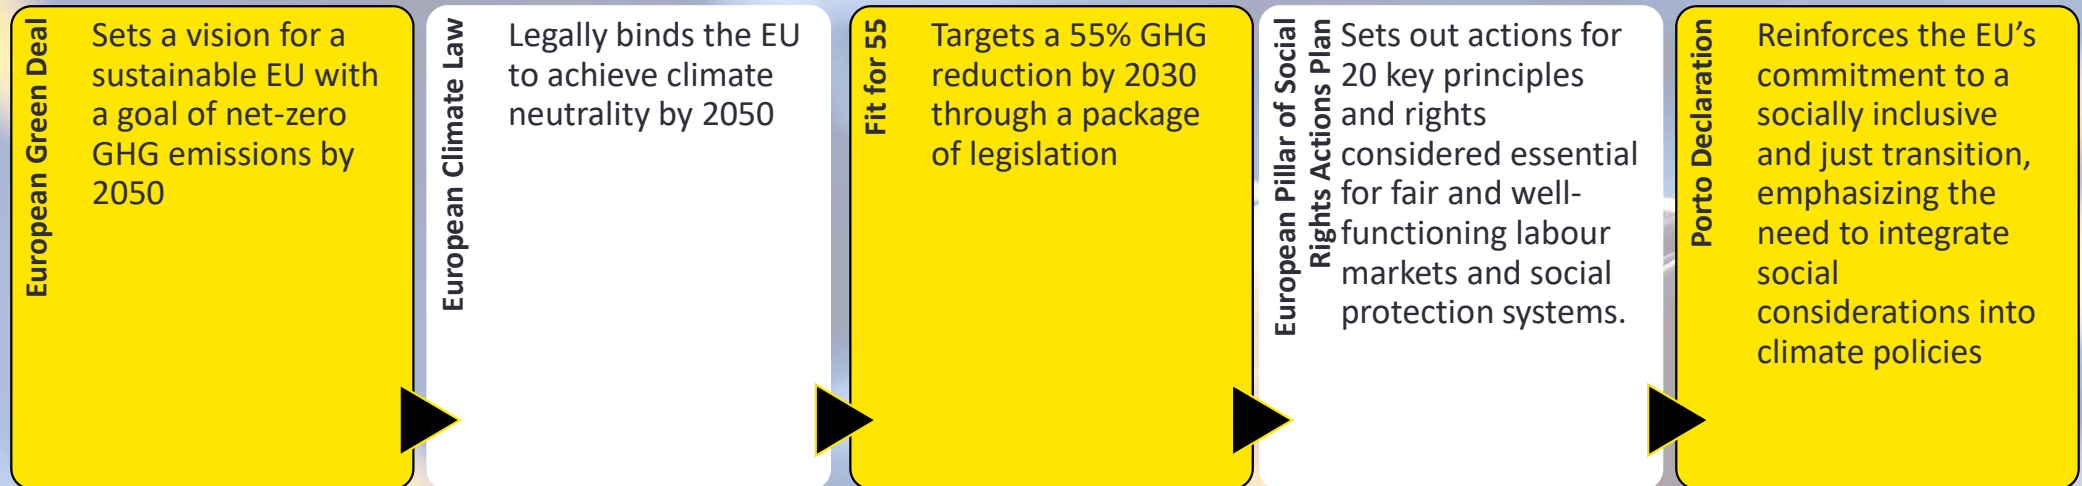 European Green Deal
Sets a vision for a
sustainable EU with
a goal of net-zero
GHG emissions by
2050
European Climate Law
Legally binds the EU
to achieve climate
neutrality by 2050
Fit for 55
Targets a 55% GHG
reduction by 2030
through a package
of legislation
European Pillar of Social
Rights Actions Plan
Sets out actions for
20 key principles
and rights
considered essential
for fair and well-
functioning labour
markets and social
protection systems.
Porto Declaration
Reinforces the EU’s
commitment to a
socially inclusive
and just transition,
emphasizing the
need to integrate
social
considerations into
climate policies